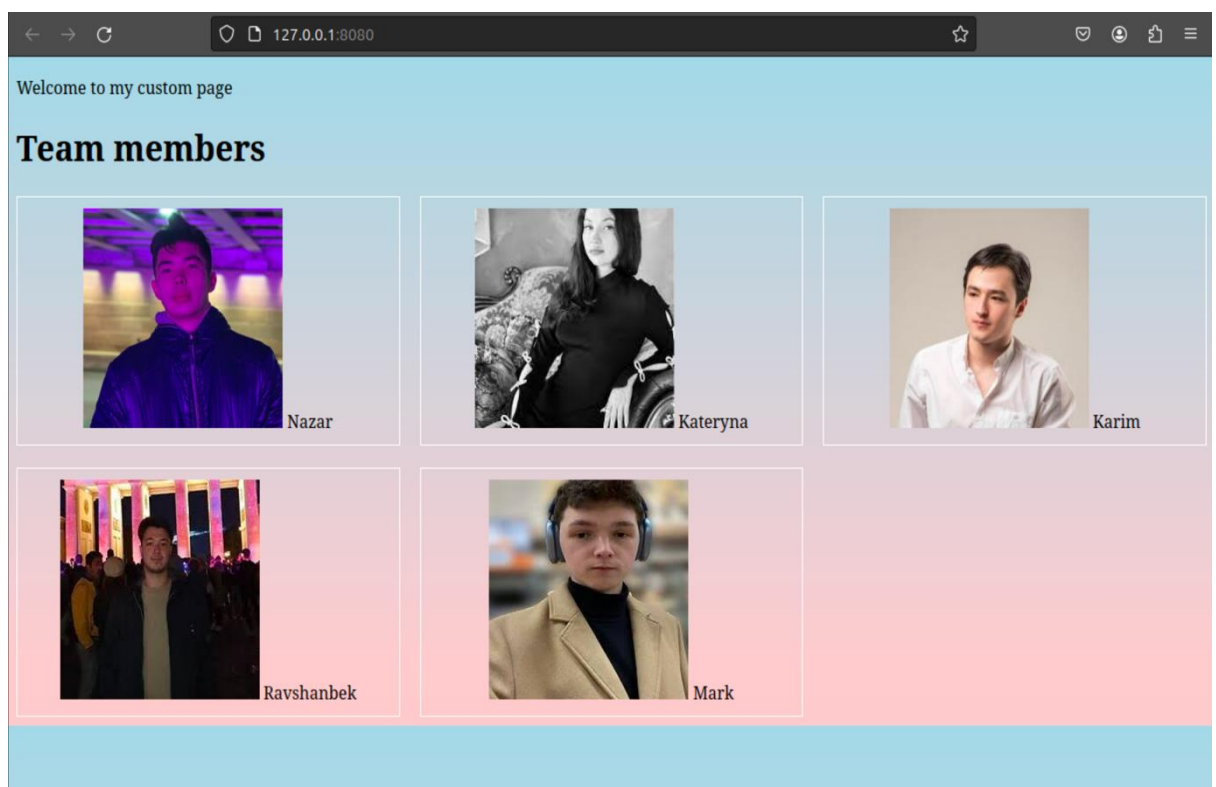 127.0.0.1:8080
Welcome to my custom page
Team members
Nazar
Kateryna
Karim
Ravshanbek
Mark